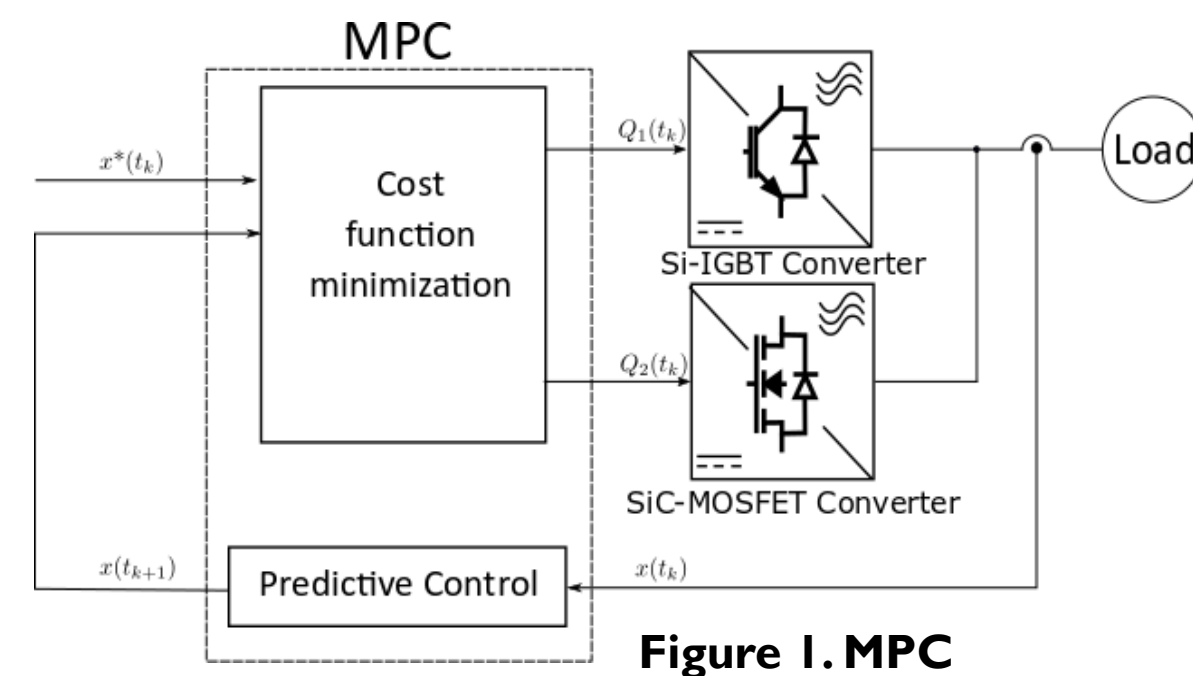 MPC
x*(t_k)
Cost
function
minimization
Q_1(t_k)
Si-IGBT Converter
Load
Q_2(t_k)
SiC-MOSFET Converter
x(t_{k+1})
Predictive Control
x(t_k)
Figure 1. MPC